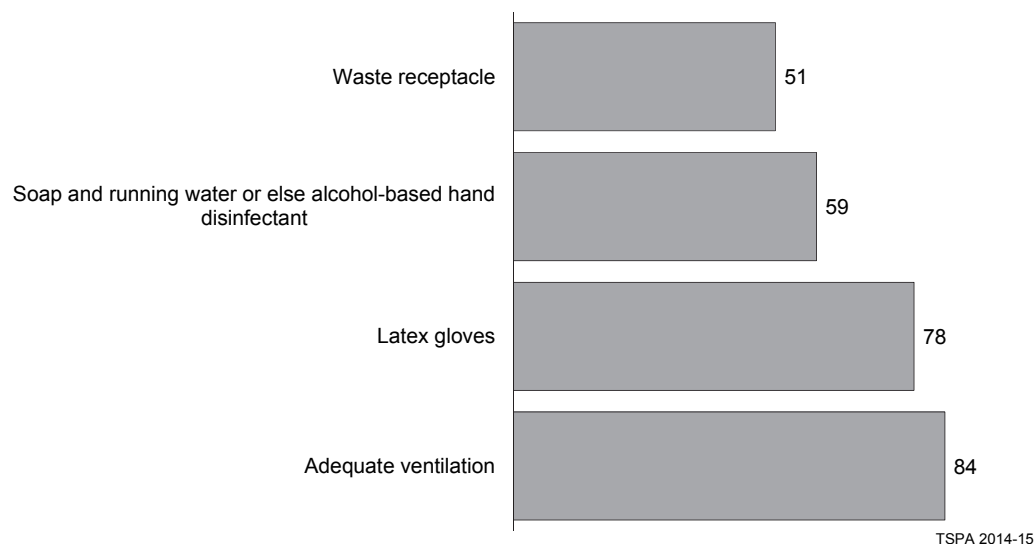 Waste receptacle
51
Soap and running water or else alcohol-based hand
disinfectant
59
Latex gloves
78
Adequate ventilation
84
TSPA 2014-15